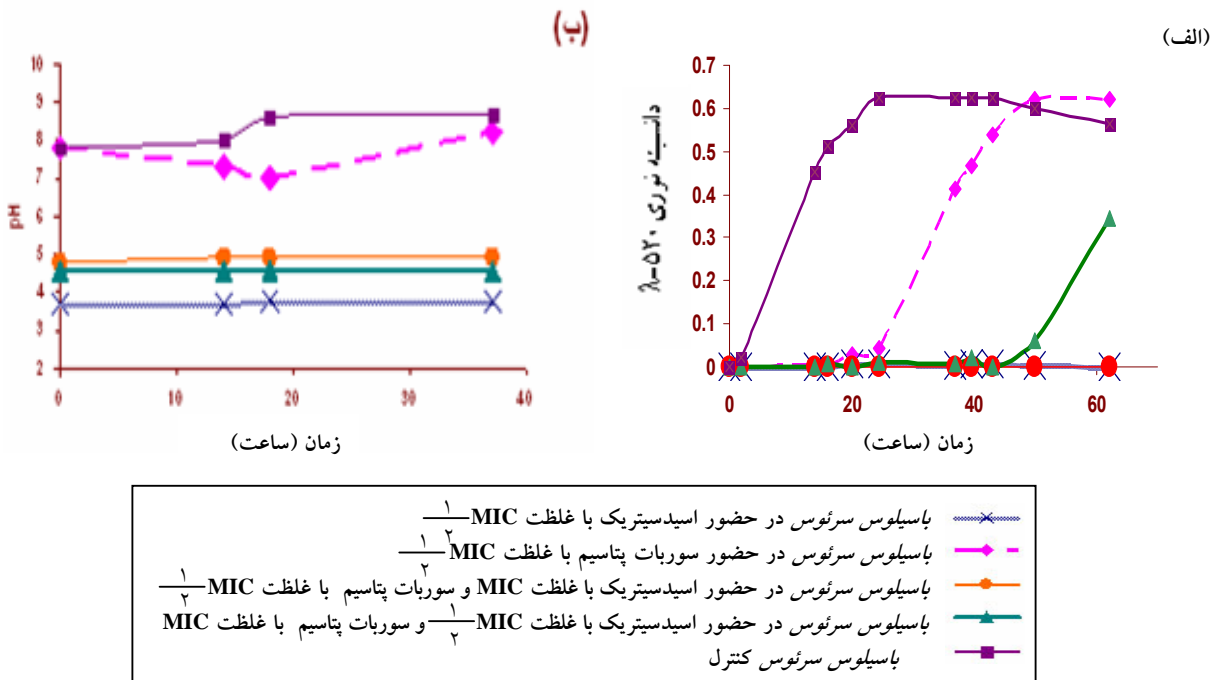 (الف)
(ب)
0.7
0.6
0.5
0.4
0.3
0.2
0.1
0
0 20 40 60
دانسیته نوری λ-۵۲۰
زمان (ساعت)
10
9
8
7
6
5
4
3
2
0 10 20 30 40
pH
زمان (ساعت)
باسیلوس سرئوس در حضور اسیدسیتریک با غلظت MIC ۱/۲
باسیلوس سرئوس در حضور سوربات پتاسیم با غلظت MIC ۱/۲
باسیلوس سرئوس در حضور اسیدسیتریک با غلظت MIC و سوربات پتاسیم با غلظت MIC ۱/۲
باسیلوس سرئوس در حضور اسیدسیتریک با غلظت MIC ۱/۲ و سوربات پتاسیم با غلظت MIC
باسیلوس سرئوس کنترل